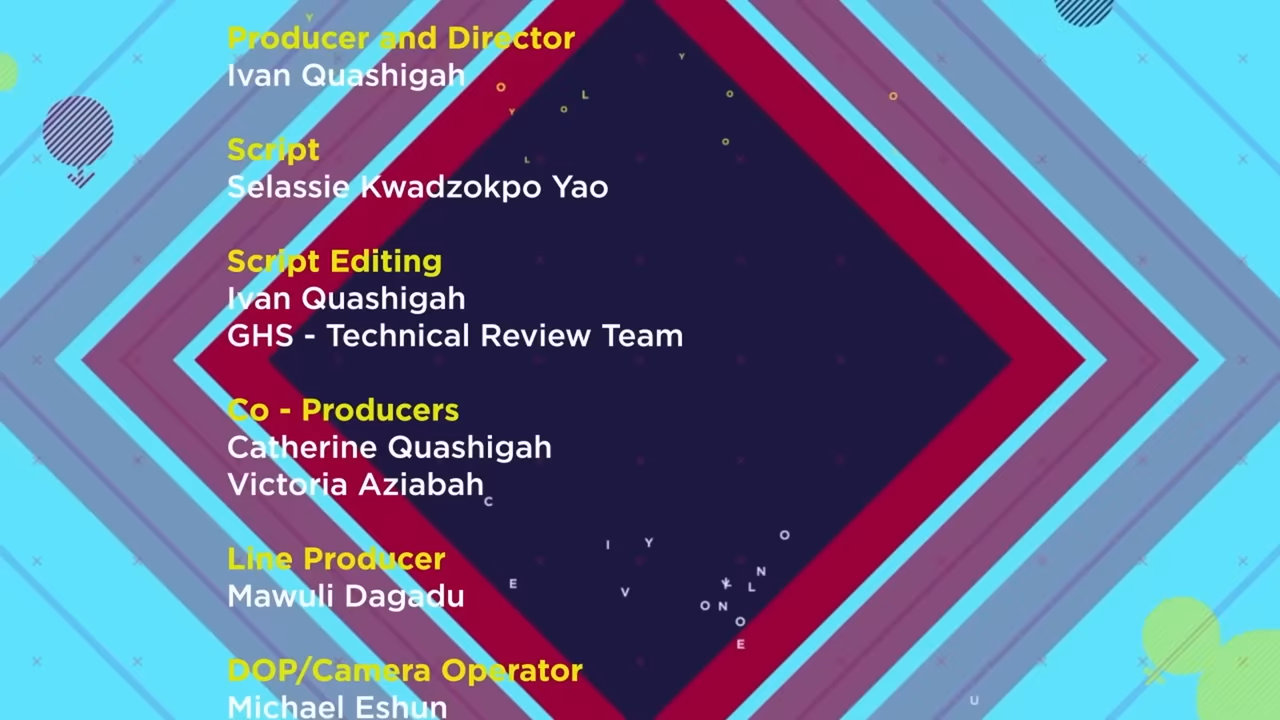 Producer and Director
Ivan Quashigah
Script
Selassie Kwadzokpo Yao
Script Editing
Ivan Quashigah
GHS - Technical Review Team
Co - Producers
Catherine Quashigah
Victoria Aziabah
Line Producer
Mawuli Dagadu
DOP/Camera Operator
Michael Eshun